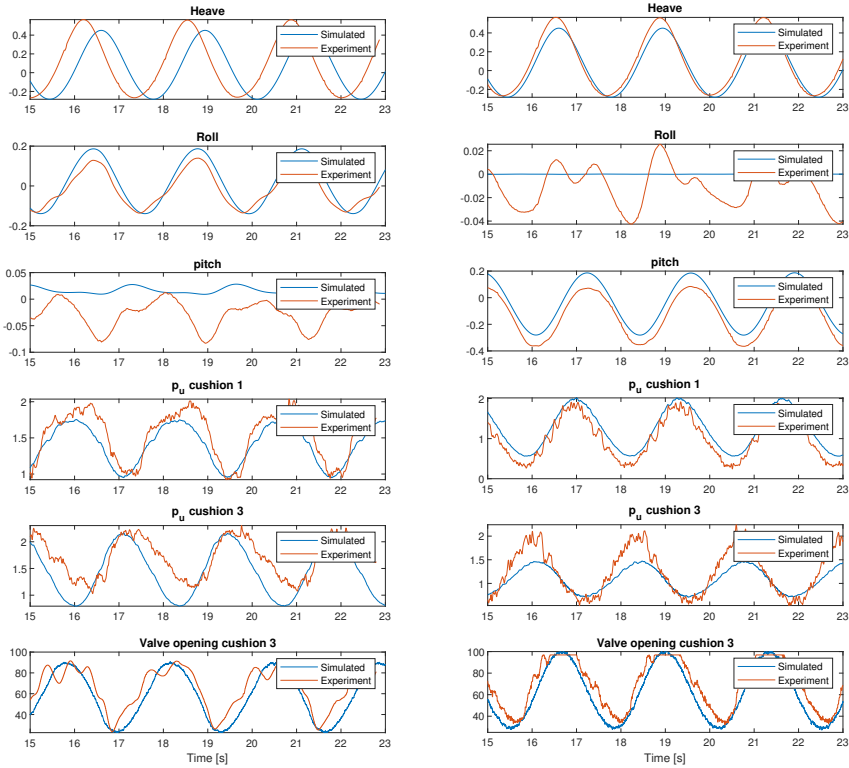 Heave
0.4
0.2
0
-0.2
15 16 17 18 19 20 21 22 23
Simulated
Experiment
Roll
0.2
0
-0.2
15 16 17 18 19 20 21 22 23
Simulated
Experiment
pitch
0.05
0
-0.05
-0.1
15 16 17 18 19 20 21 22 23
Simulated
Experiment
p_u cushion 1
2
1.5
1
15 16 17 18 19 20 21 22 23
Simulated
Experiment
p_u cushion 3
2
1.5
1
15 16 17 18 19 20 21 22 23
Simulated
Experiment
Valve opening cushion 3
100
80
60
40
15 16 17 18 19 20 21 22 23
Simulated
Experiment
Time [s]
Heave
0.4
0.2
0
-0.2
15 16 17 18 19 20 21 22 23
Simulated
Experiment
Roll
0.02
0
-0.02
-0.04
15 16 17 18 19 20 21 22 23
Simulated
Experiment
pitch
0.2
0
-0.2
-0.4
15 16 17 18 19 20 21 22 23
Simulated
Experiment
p_u cushion 1
2
1
0
15 16 17 18 19 20 21 22 23
Simulated
Experiment
p_u cushion 3
2
1.5
1
15 16 17 18 19 20 21 22 23
Simulated
Experiment
Valve opening cushion 3
100
80
60
40
15 16 17 18 19 20 21 22 23
Simulated
Experiment
Time [s]